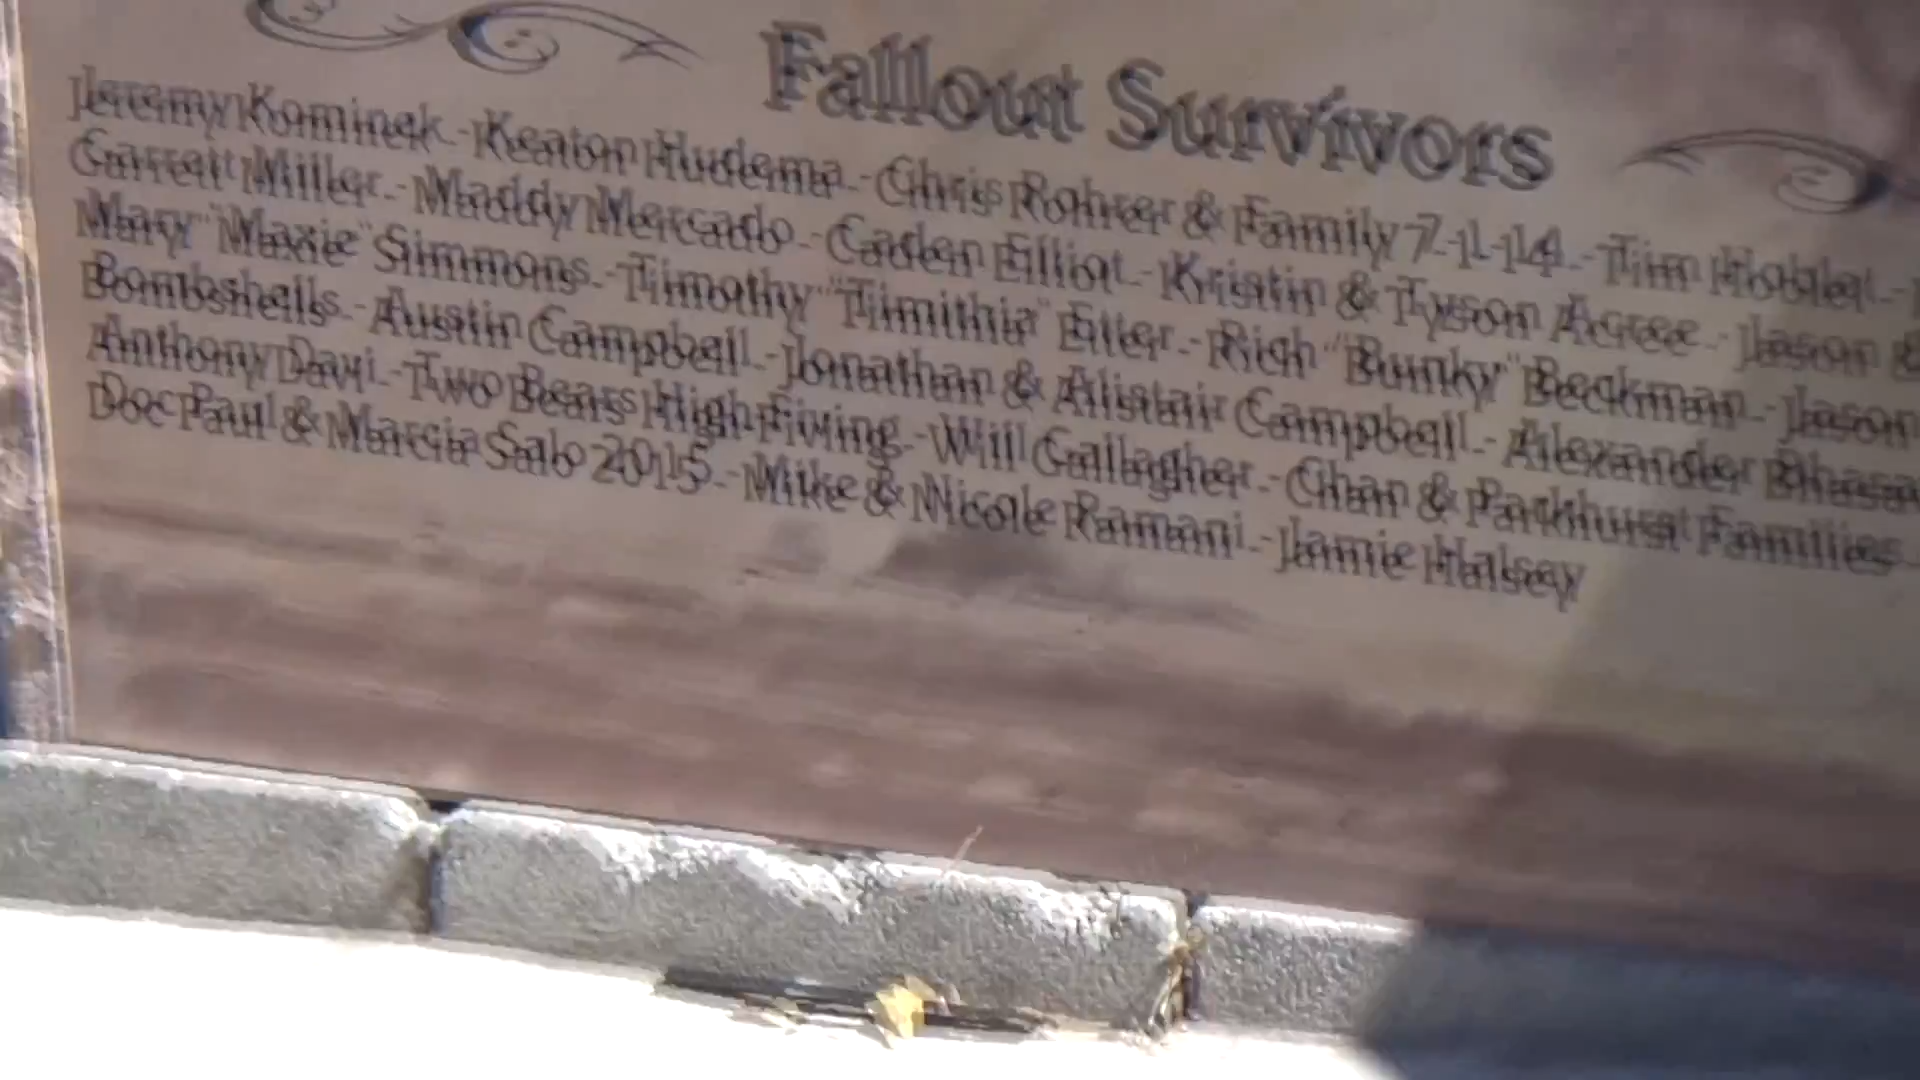 Fallout Survivors
Jeremy Kominek - Keaton Hudema - Chris Rohrer & Family 7-1-14 - Tim Hoblet -
Garrett Miller - Maddy Mercado - Caden Elliot - Kristin & Tyson Acree - Jason &
Mary "Maxie" Simmons - Timothy "Timithia" Etter - Rich "Bunky" Beckman - Jason
Bombshells - Austin Campbell - Jonathan & Alistair Campbell - Alexander
Anthony Davi - Two Bears High-Fiving - Will Gallagher - Chan & Parkhurst Families -
Doc Paul & Marcia Salo 2015 - Mike & Nicole Ramani - Jamie Halsey